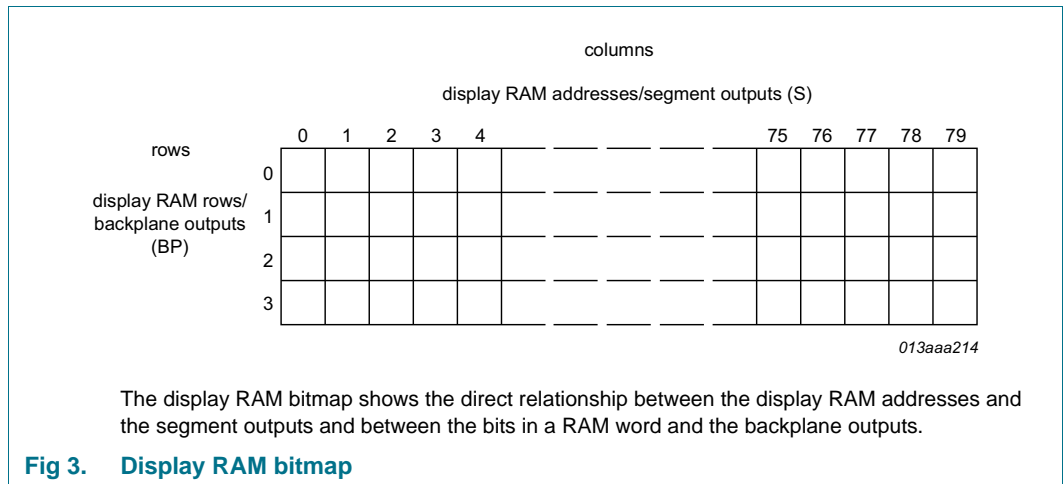 columns
display RAM addresses/segment outputs (S)
0 1 2 3 4 75 76 77 78 79
rows
0
display RAM rows/
backplane outputs
(BP)
1
2
3
013aaa214
The display RAM bitmap shows the direct relationship between the display RAM addresses and
the segment outputs and between the bits in a RAM word and the backplane outputs.
Fig 3. Display RAM bitmap